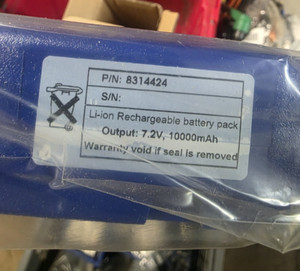 P/N: 8314424
S/N:
Li-ion Rechargeable battery pack
Output: 7.2V, 10000mAh
Warranty void if seal is removed